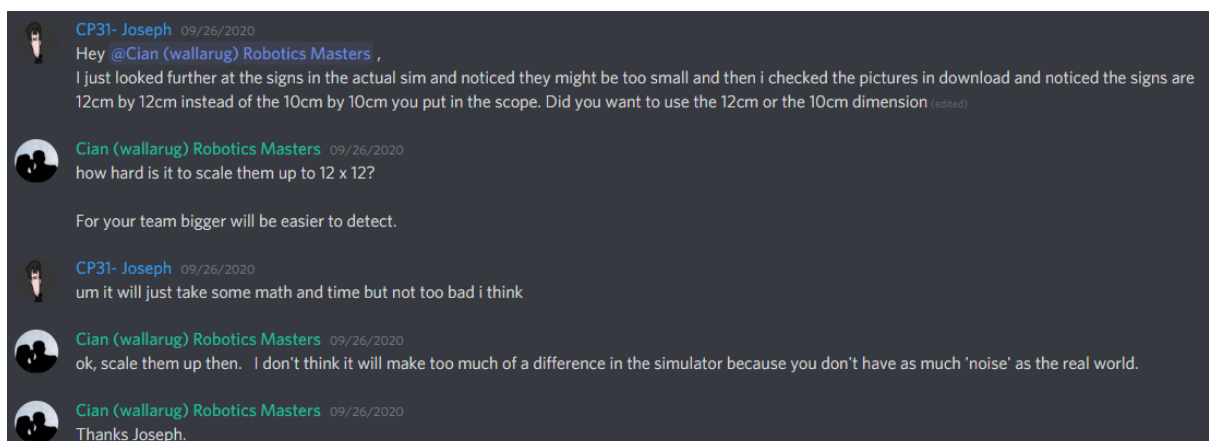 CP31- Joseph 09/26/2020
Hey @Cian (wallarug) Robotics Masters ,
I just looked further at the signs in the actual sim and noticed they might be too small and then i checked the pictures in download and noticed the signs are
12cm by 12cm instead of the 10cm by 10cm you put in the scope. Did you want to use the 12cm or the 10cm dimension (edited)
Cian (wallarug) Robotics Masters 09/26/2020
how hard is it to scale them up to 12 x 12?
For your team bigger will be easier to detect.
CP31- Joseph 09/26/2020
um it will just take some math and time but not too bad i think
Cian (wallarug) Robotics Masters 09/26/2020
ok, scale them up then.   I don't think it will make too much of a difference in the simulator because you don't have as much 'noise' as the real world.
Cian (wallarug) Robotics Masters 09/26/2020
Thanks Joseph.